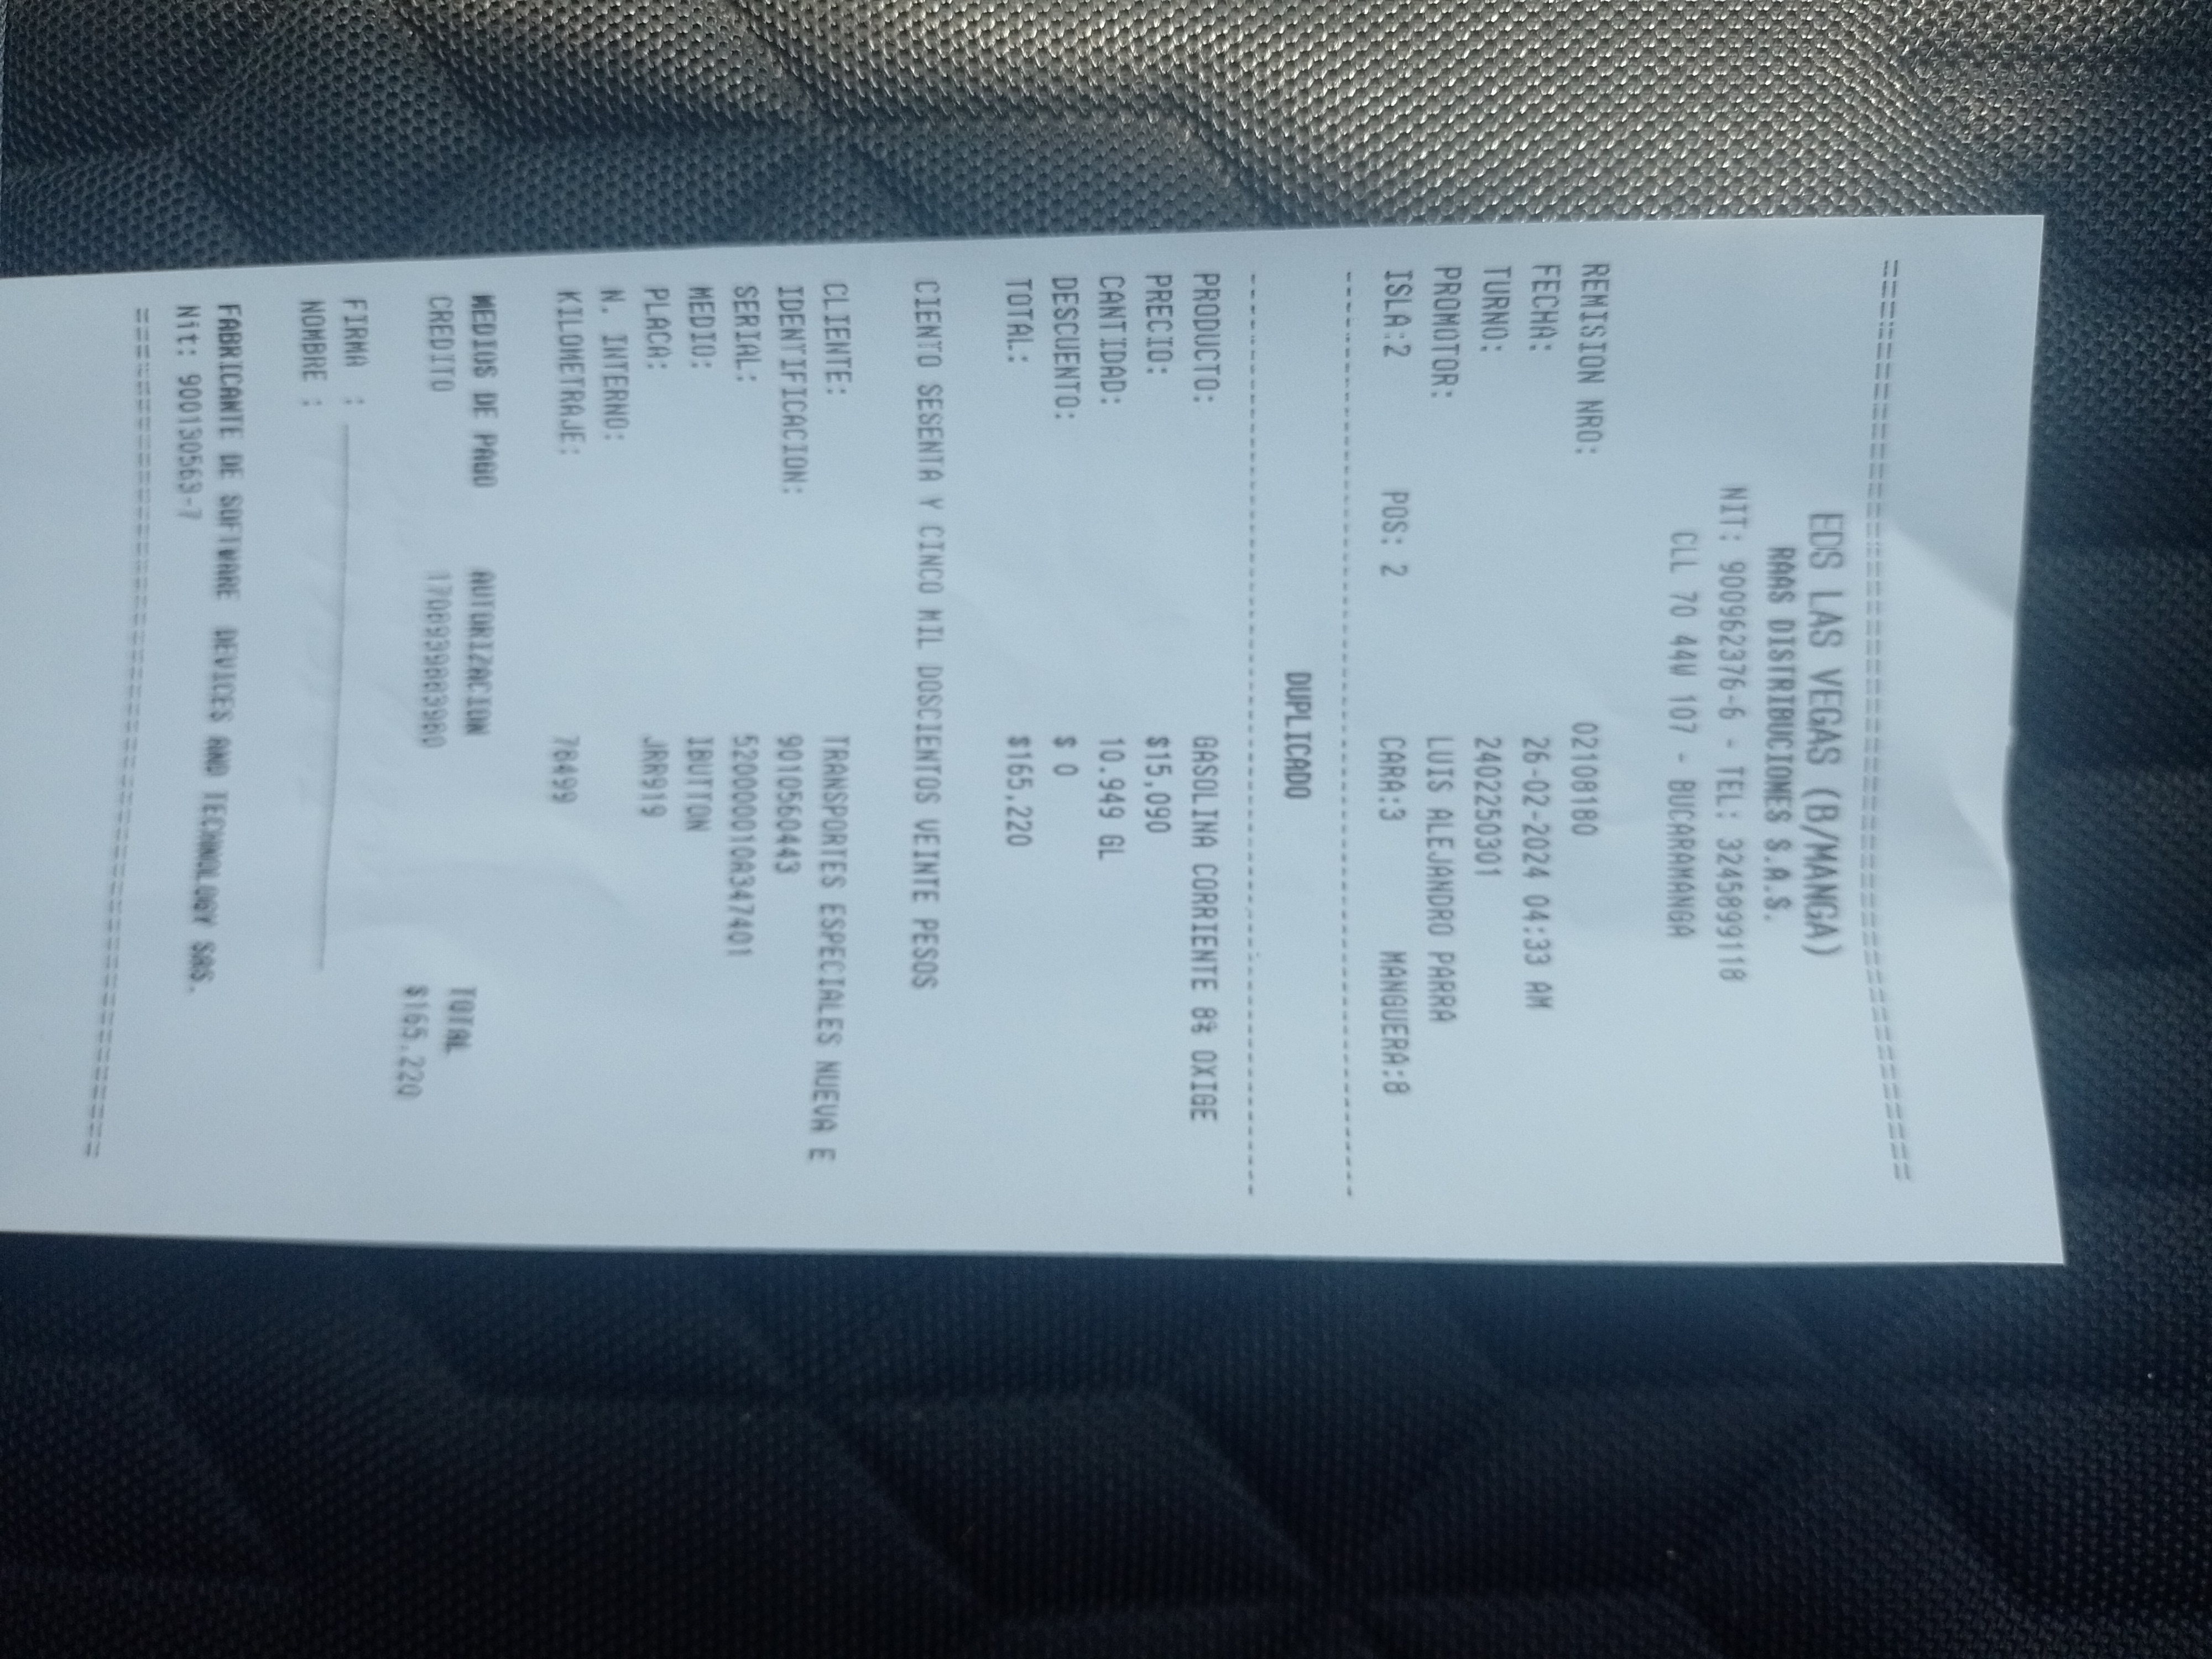 ================================================
EDS LAS VEGAS (B/MANGA)
RAAS DISTRIBUCIONES S.A.S.
NIT: 900962376-6 - TEL: 3245899118
CLL 70 44W 107 - BUCARAMANGA
REMISION NRO: 02108180
FECHA: 26-02-2024 04:33 AM
TURNO: 2402250301
PROMOTOR: LUIS ALEJANDRO PARRA
ISLA:2 POS: 2 CARA:3 MANGUERA:8
------------------------------------------------
DUPLICADO
------------------------------------------------
PRODUCTO: GASOLINA CORRIENTE 8% OXIGE
PRECIO: $15,090
CANTIDAD: 10.949 GL
DESCUENTO: $ 0
TOTAL: $165,220
CIENTO SESENTA Y CINCO MIL DOSCIENTOS VEINTE PESOS
CLIENTE: TRANSPORTES ESPECIALES NUEVA E
IDENTIFICACION: 9010560443
SERIAL: 520000010A347401
MEDIO: IBUTTON
PLACA: JRR919
N. INTERNO:
KILOMETRAJE: 78499
MEDIOS DE PAGO AUTORIZACION TOTAL
CREDITO $165,220
FIRMA :
NOMBRE :
FABRICANTE DE SOFTWARE DEVICES AND TECHNOLOGY SAS.
Nit: 900130563-7
================================================